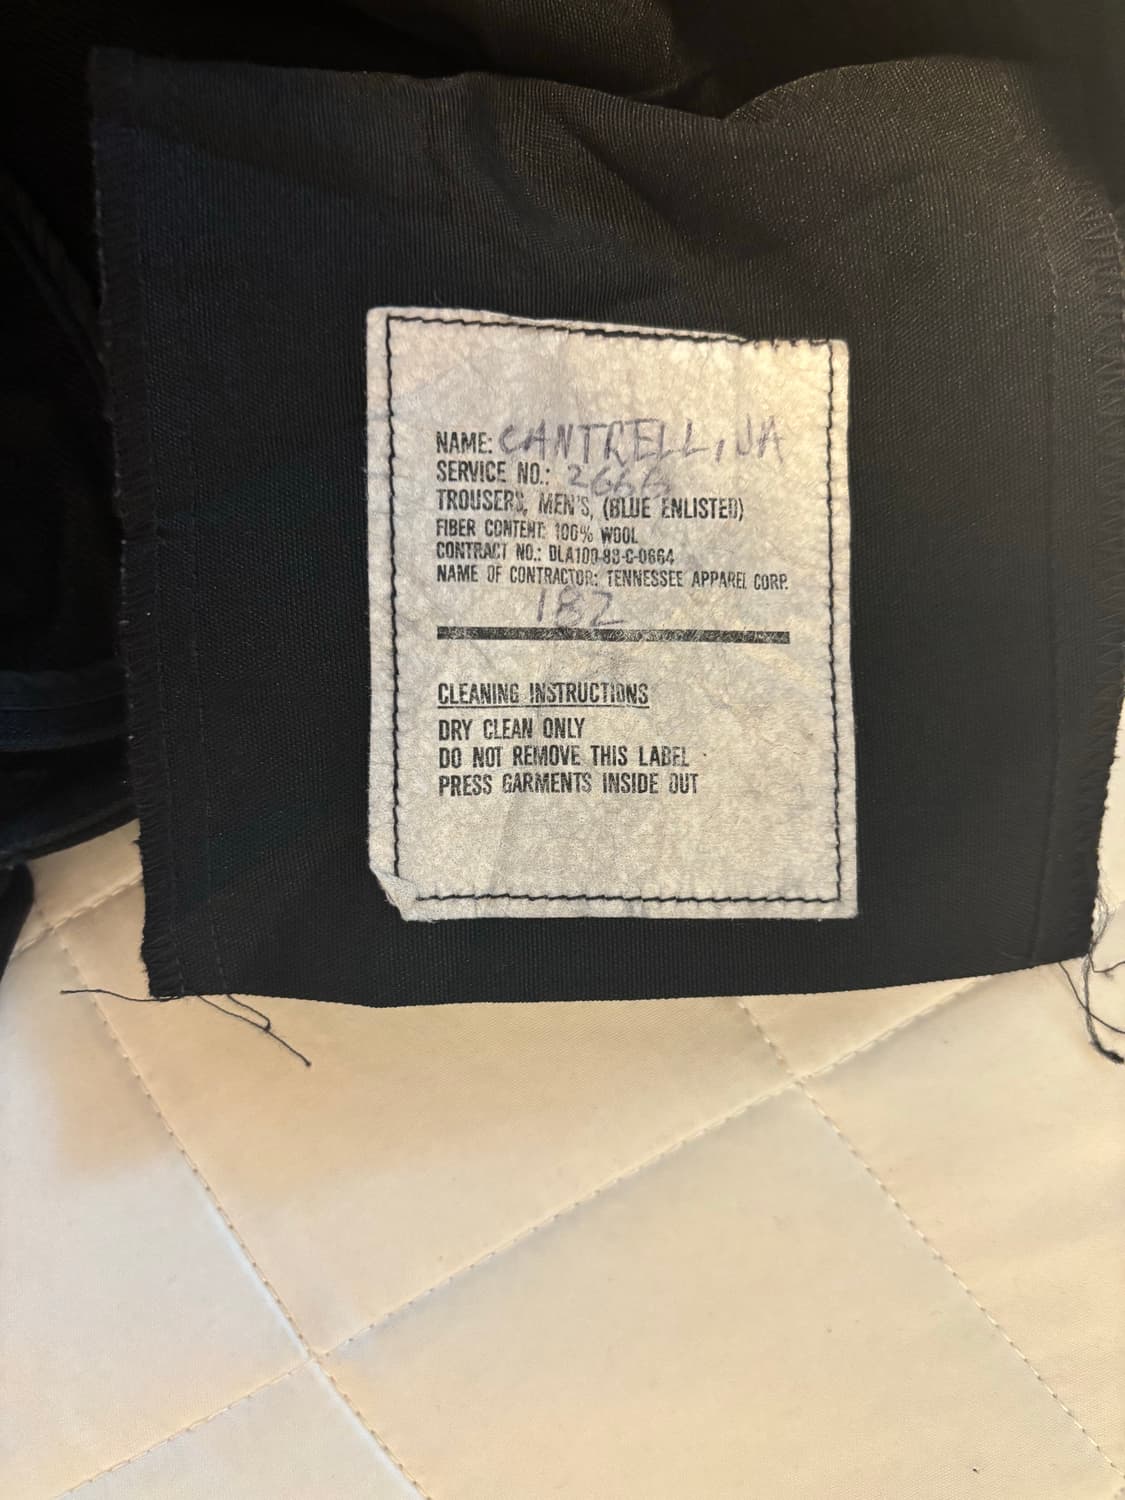 NAME: CANTRELL, JA
SERVICE NO.: 2666
TROUSERS, MEN'S, (BLUE ENLISTED)
FIBER CONTENT: 100% WOOL
CONTRACT NO.: DLA100-88-C-0664
NAME OF CONTRACTOR: TENNESSEE APPAREL CORP.
182
CLEANING INSTRUCTIONS
DRY CLEAN ONLY
DO NOT REMOVE THIS LABEL
PRESS GARMENTS INSIDE OUT